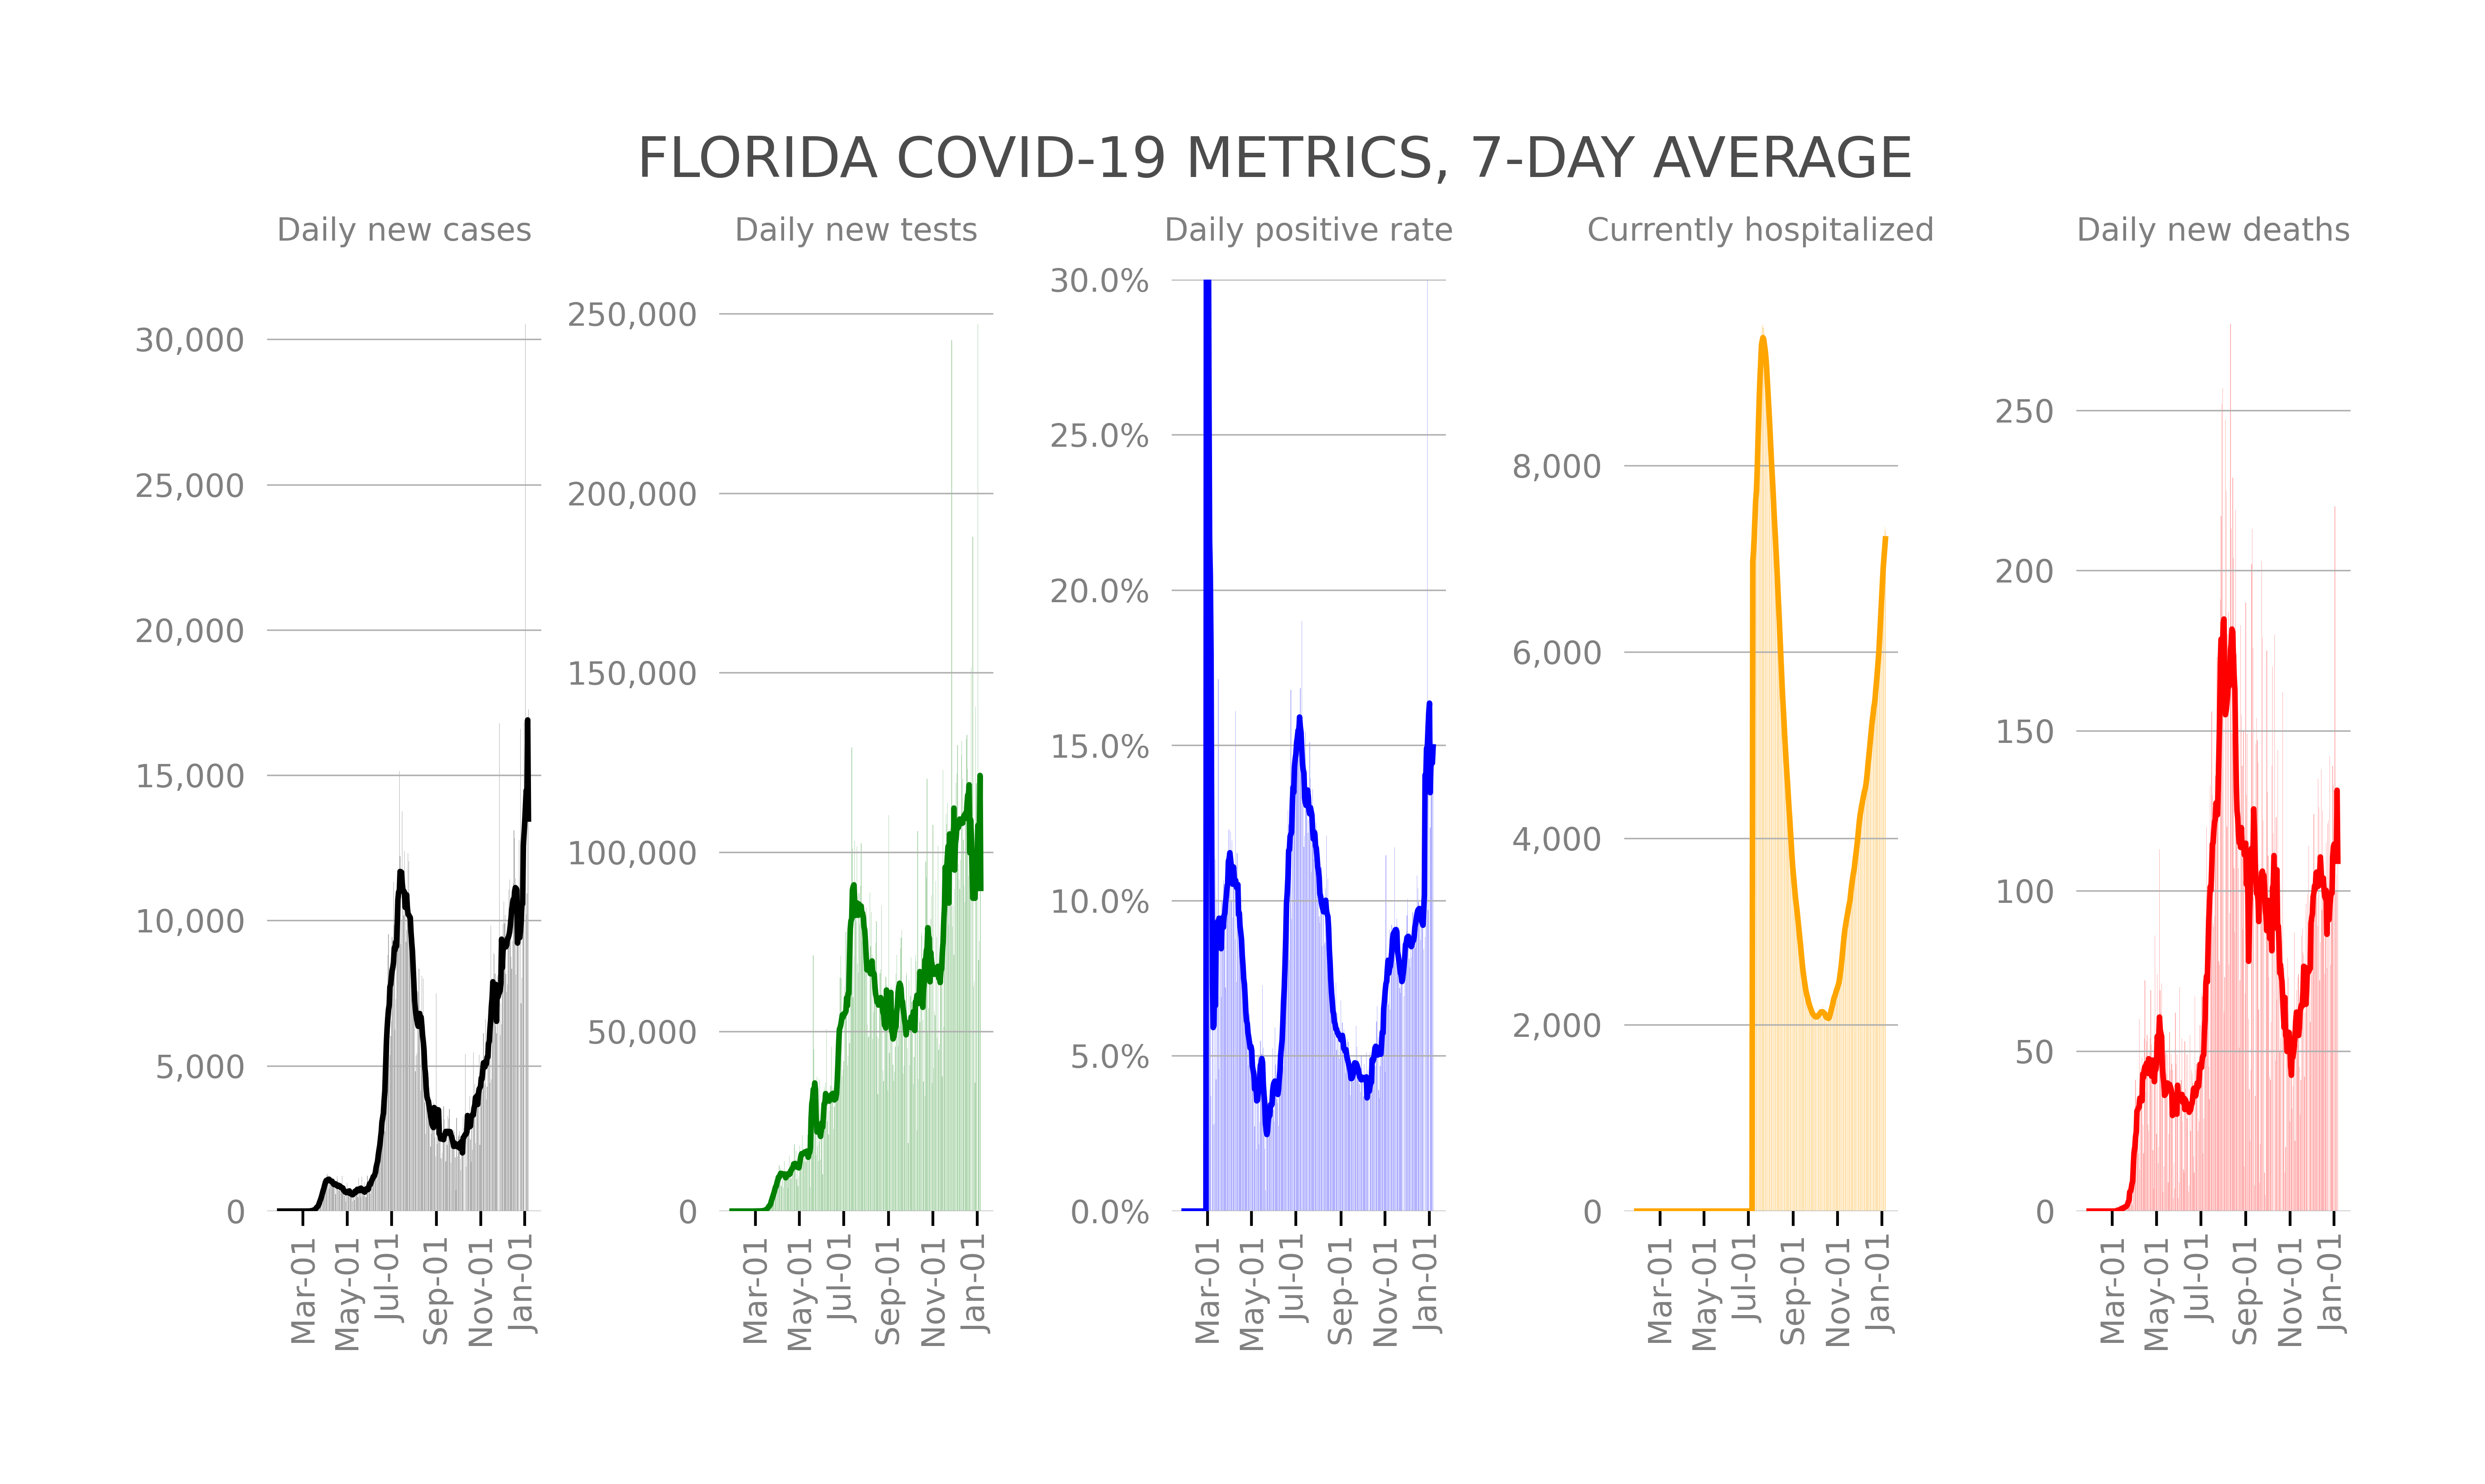 FLORIDA COVID-19 METRICS, 7-DAY AVERAGE
Daily new cases
30,000
25,000
20,000
15,000
10,000
5,000
0
Mar-01
May-01
Jul-01
Sep-01
Nov-01
Jan-01
Daily new tests
250,000
200,000
150,000
100,000
50,000
0
Mar-01
May-01
Jul-01
Sep-01
Nov-01
Jan-01
Daily positive rate
30.0%
25.0%
20.0%
15.0%
10.0%
5.0%
0.0%
Mar-01
May-01
Jul-01
Sep-01
Nov-01
Jan-01
Currently hospitalized
8,000
6,000
4,000
2,000
0
Mar-01
May-01
Jul-01
Sep-01
Nov-01
Jan-01
Daily new deaths
250
200
150
100
50
0
Mar-01
May-01
Jul-01
Sep-01
Nov-01
Jan-01